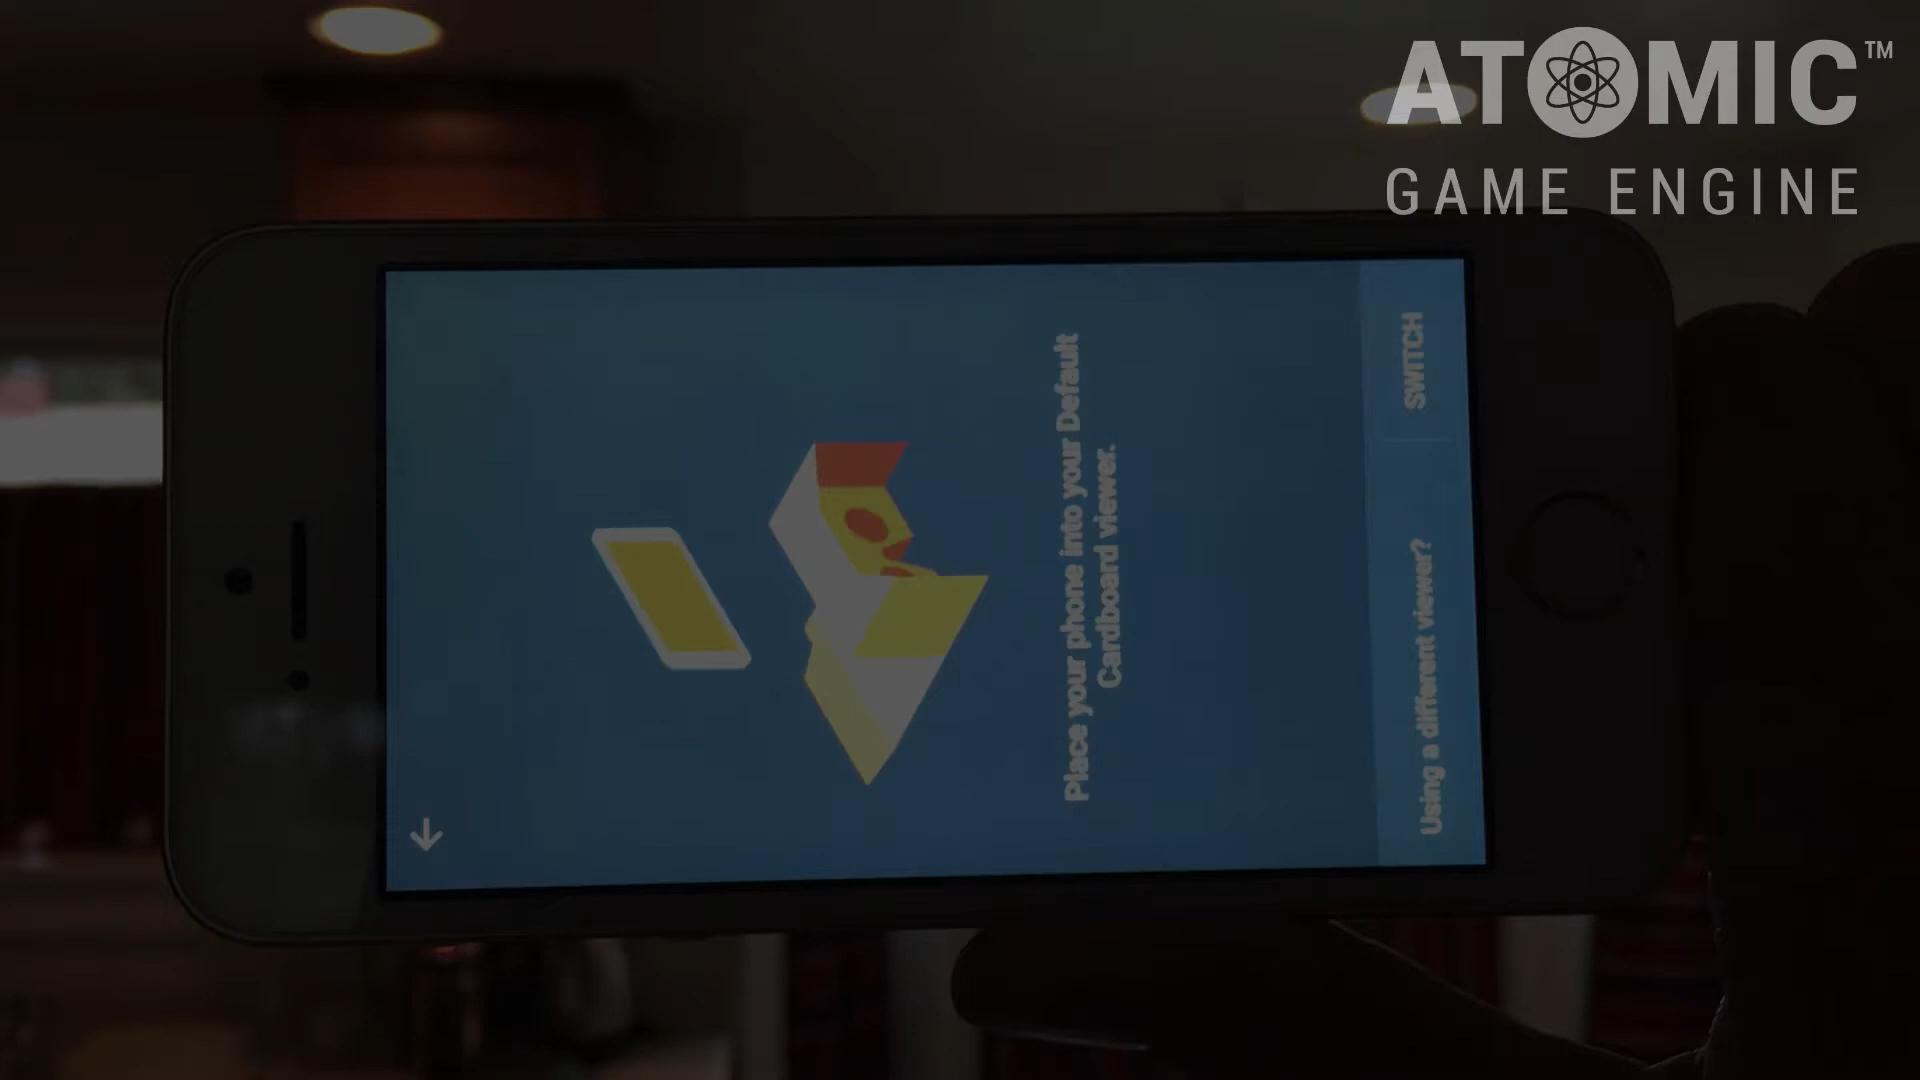 ATOMIC™
GAME ENGINE
Place your phone into your Default
Cardboard viewer.
Using a different viewer?
SWITCH